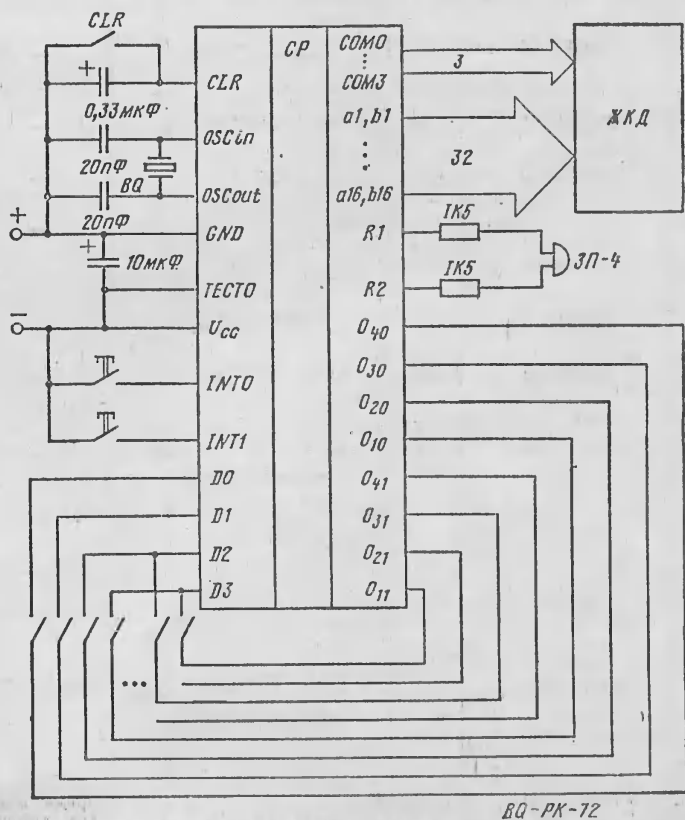 CLR
CP
COM0
3
CLR
COM3
ЖКД
0,33мкФ
a1, b1
OSCin
20пФ
BQ
32
OSCout
a16, b16
20пФ
+
GND
R1
1К5
+
10мкФ
ЗП-4
1К5
ТЕСТ0
R2
−
UCC
O40
O30
INT0
O20
INT1
O10
D0
O41
D1
O31
D2
O21
D3
O11
BQ-РК-72